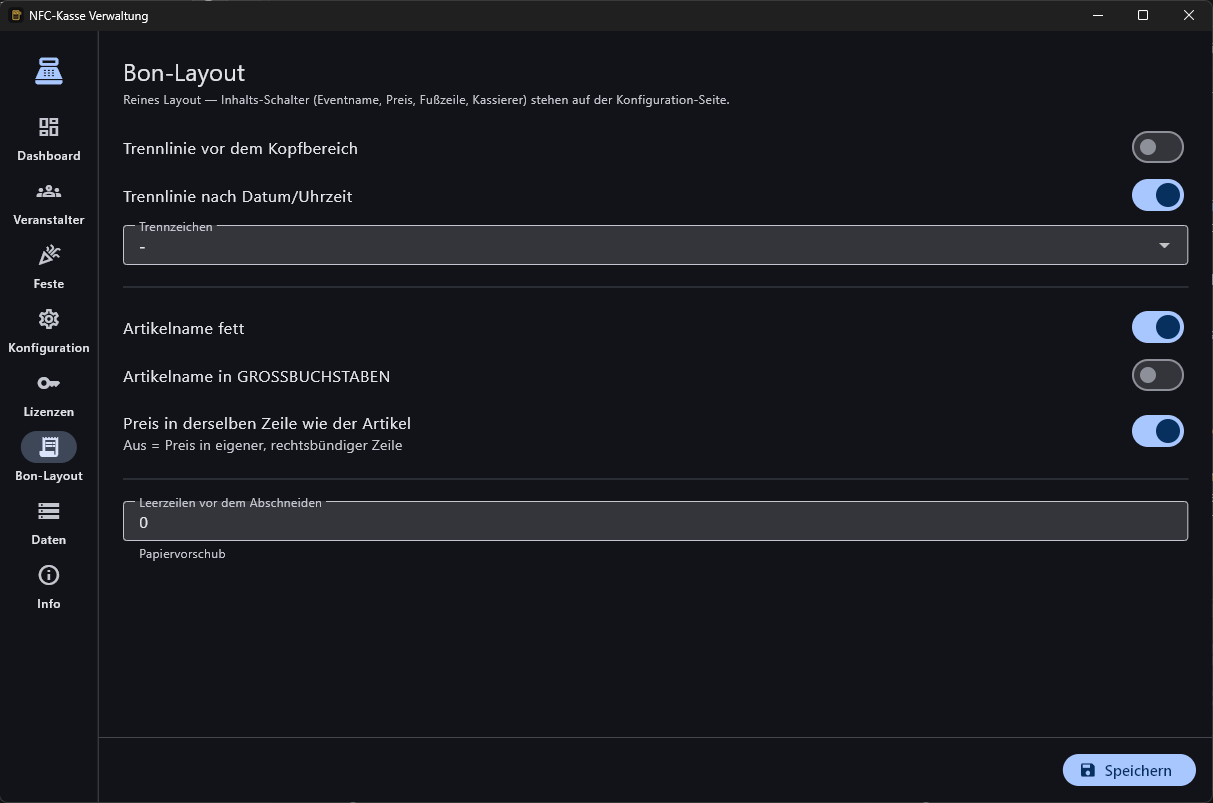 NFC-Kasse Verwaltung
Dashboard
Veranstalter
Feste
Konfiguration
Lizenzen
Bon-Layout
Daten
Info
Bon-Layout
Reines Layout — Inhalts-Schalter (Eventname, Preis, Fußzeile, Kassierer) stehen auf der Konfiguration-Seite.
Trennlinie vor dem Kopfbereich
Trennlinie nach Datum/Uhrzeit
Trennzeichen
-
Artikelname fett
Artikelname in GROSSBUCHSTABEN
Preis in derselben Zeile wie der Artikel
Aus = Preis in eigener, rechtsbündiger Zeile
Leerzeilen vor dem Abschneiden
0
Papiervorschub
Speichern